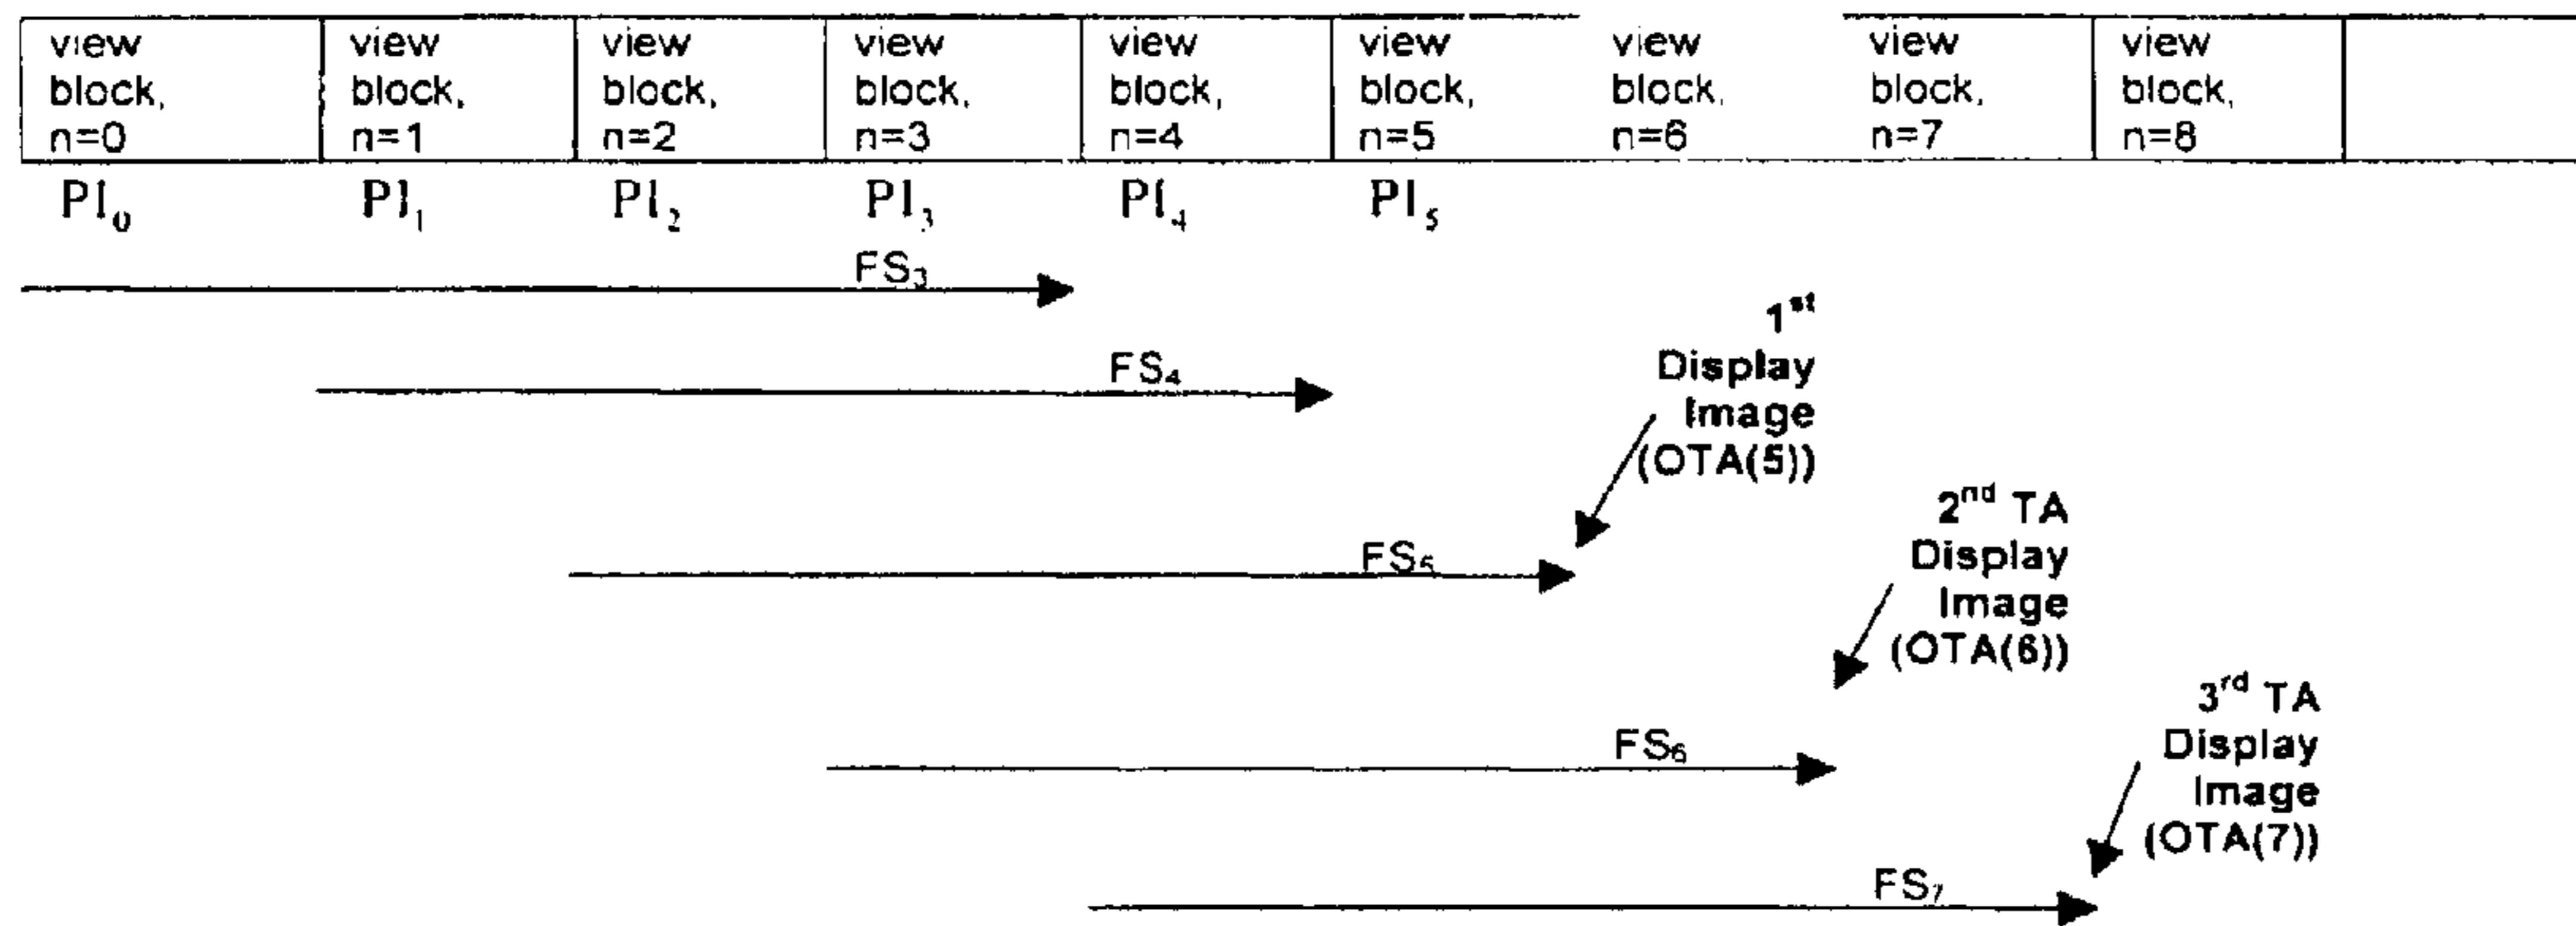 view block, n=0
view block, n=1
view block, n=2
view block, n=3
view block, n=4
view block, n=5
view block, n=6
view block, n=7
view block, n=8
PI₀ PI₁ PI₂ PI₃ PI₄ PI₅
FS₃
FS₄
1ˢᵗ
Display
Image
(OTA(5))
FS₅
2ⁿᵈ TA
Display
Image
(OTA(6))
FS₆
3ʳᵈ TA
Display
Image
(OTA(7))
FS₇